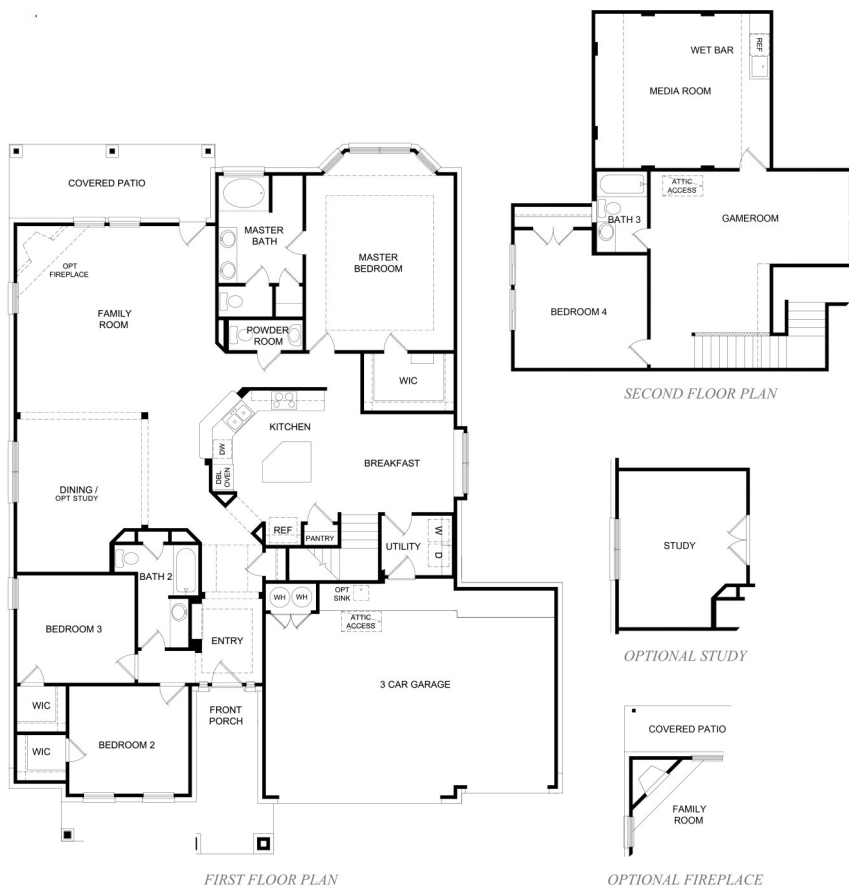 COVERED PATIO
OPT
FIREPLACE
FAMILY
ROOM
MASTER
BATH
MASTER
BEDROOM
POWDER
ROOM
WIC
KITCHEN
DW
DBL
OVEN
BREAKFAST
DINING /
OPT STUDY
REF
PANTRY
UTILITY
W
D
BATH 2
WH
WH
OPT
SINK
ATTIC
ACCESS
BEDROOM 3
ENTRY
3 CAR GARAGE
WIC
FRONT
PORCH
WIC
BEDROOM 2
FIRST FLOOR PLAN
WET BAR
REF
MEDIA ROOM
ATTIC
ACCESS
BATH 3
GAMEROOM
BEDROOM 4
SECOND FLOOR PLAN
STUDY
OPTIONAL STUDY
COVERED PATIO
FAMILY
ROOM
OPTIONAL FIREPLACE